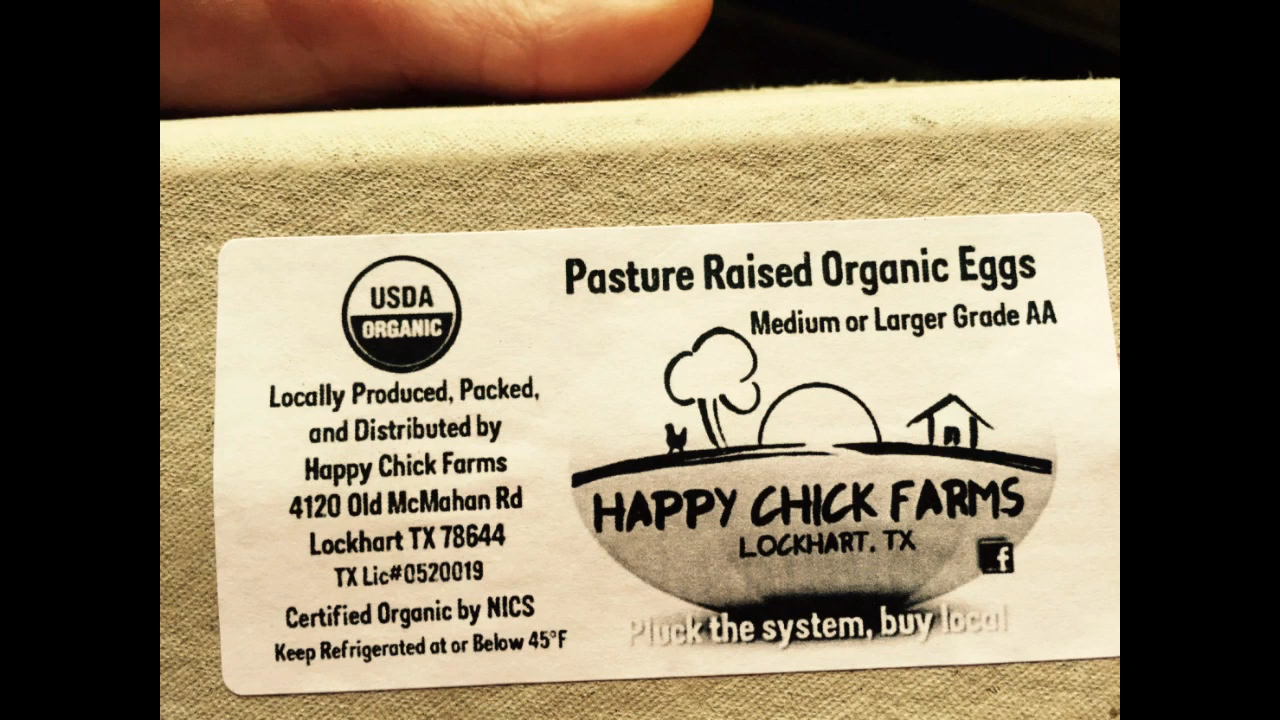 USDA
ORGANIC
Locally Produced, Packed,
and Distributed by
Happy Chick Farms
4120 Old McMahan Rd
Lockhart TX 78644
TX Lic#0520019
Certified Organic by NICS
Keep Refrigerated at or Below 45°F
Pasture Raised Organic Eggs
Medium or Larger Grade AA
HAPPY CHICK FARMS
LOCKHART. TX
f
Pluck the system, buy local